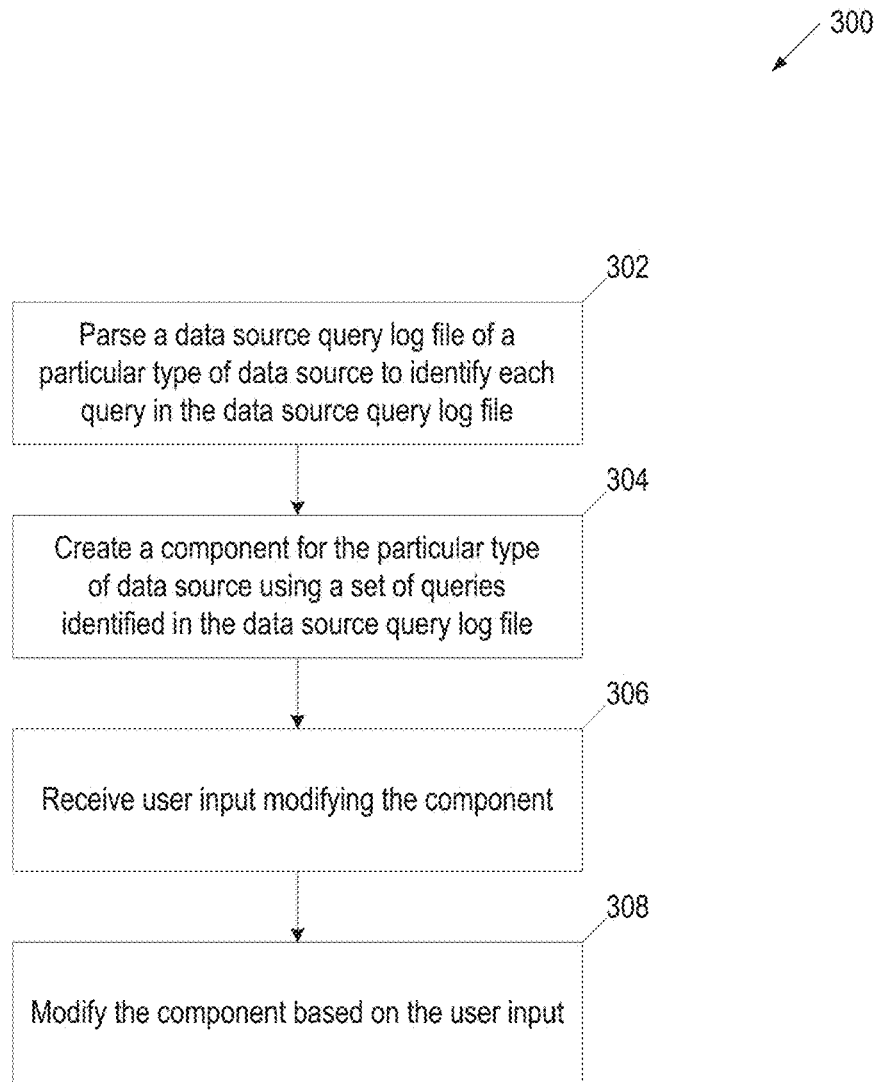 300
302
Parse a data source query log file of a
particular type of data source to identify each
query in the data source query log file
304
Create a component for the particular type
of data source using a set of queries
identified in the data source query log file
306
Receive user input modifying the component
308
Modify the component based on the user input